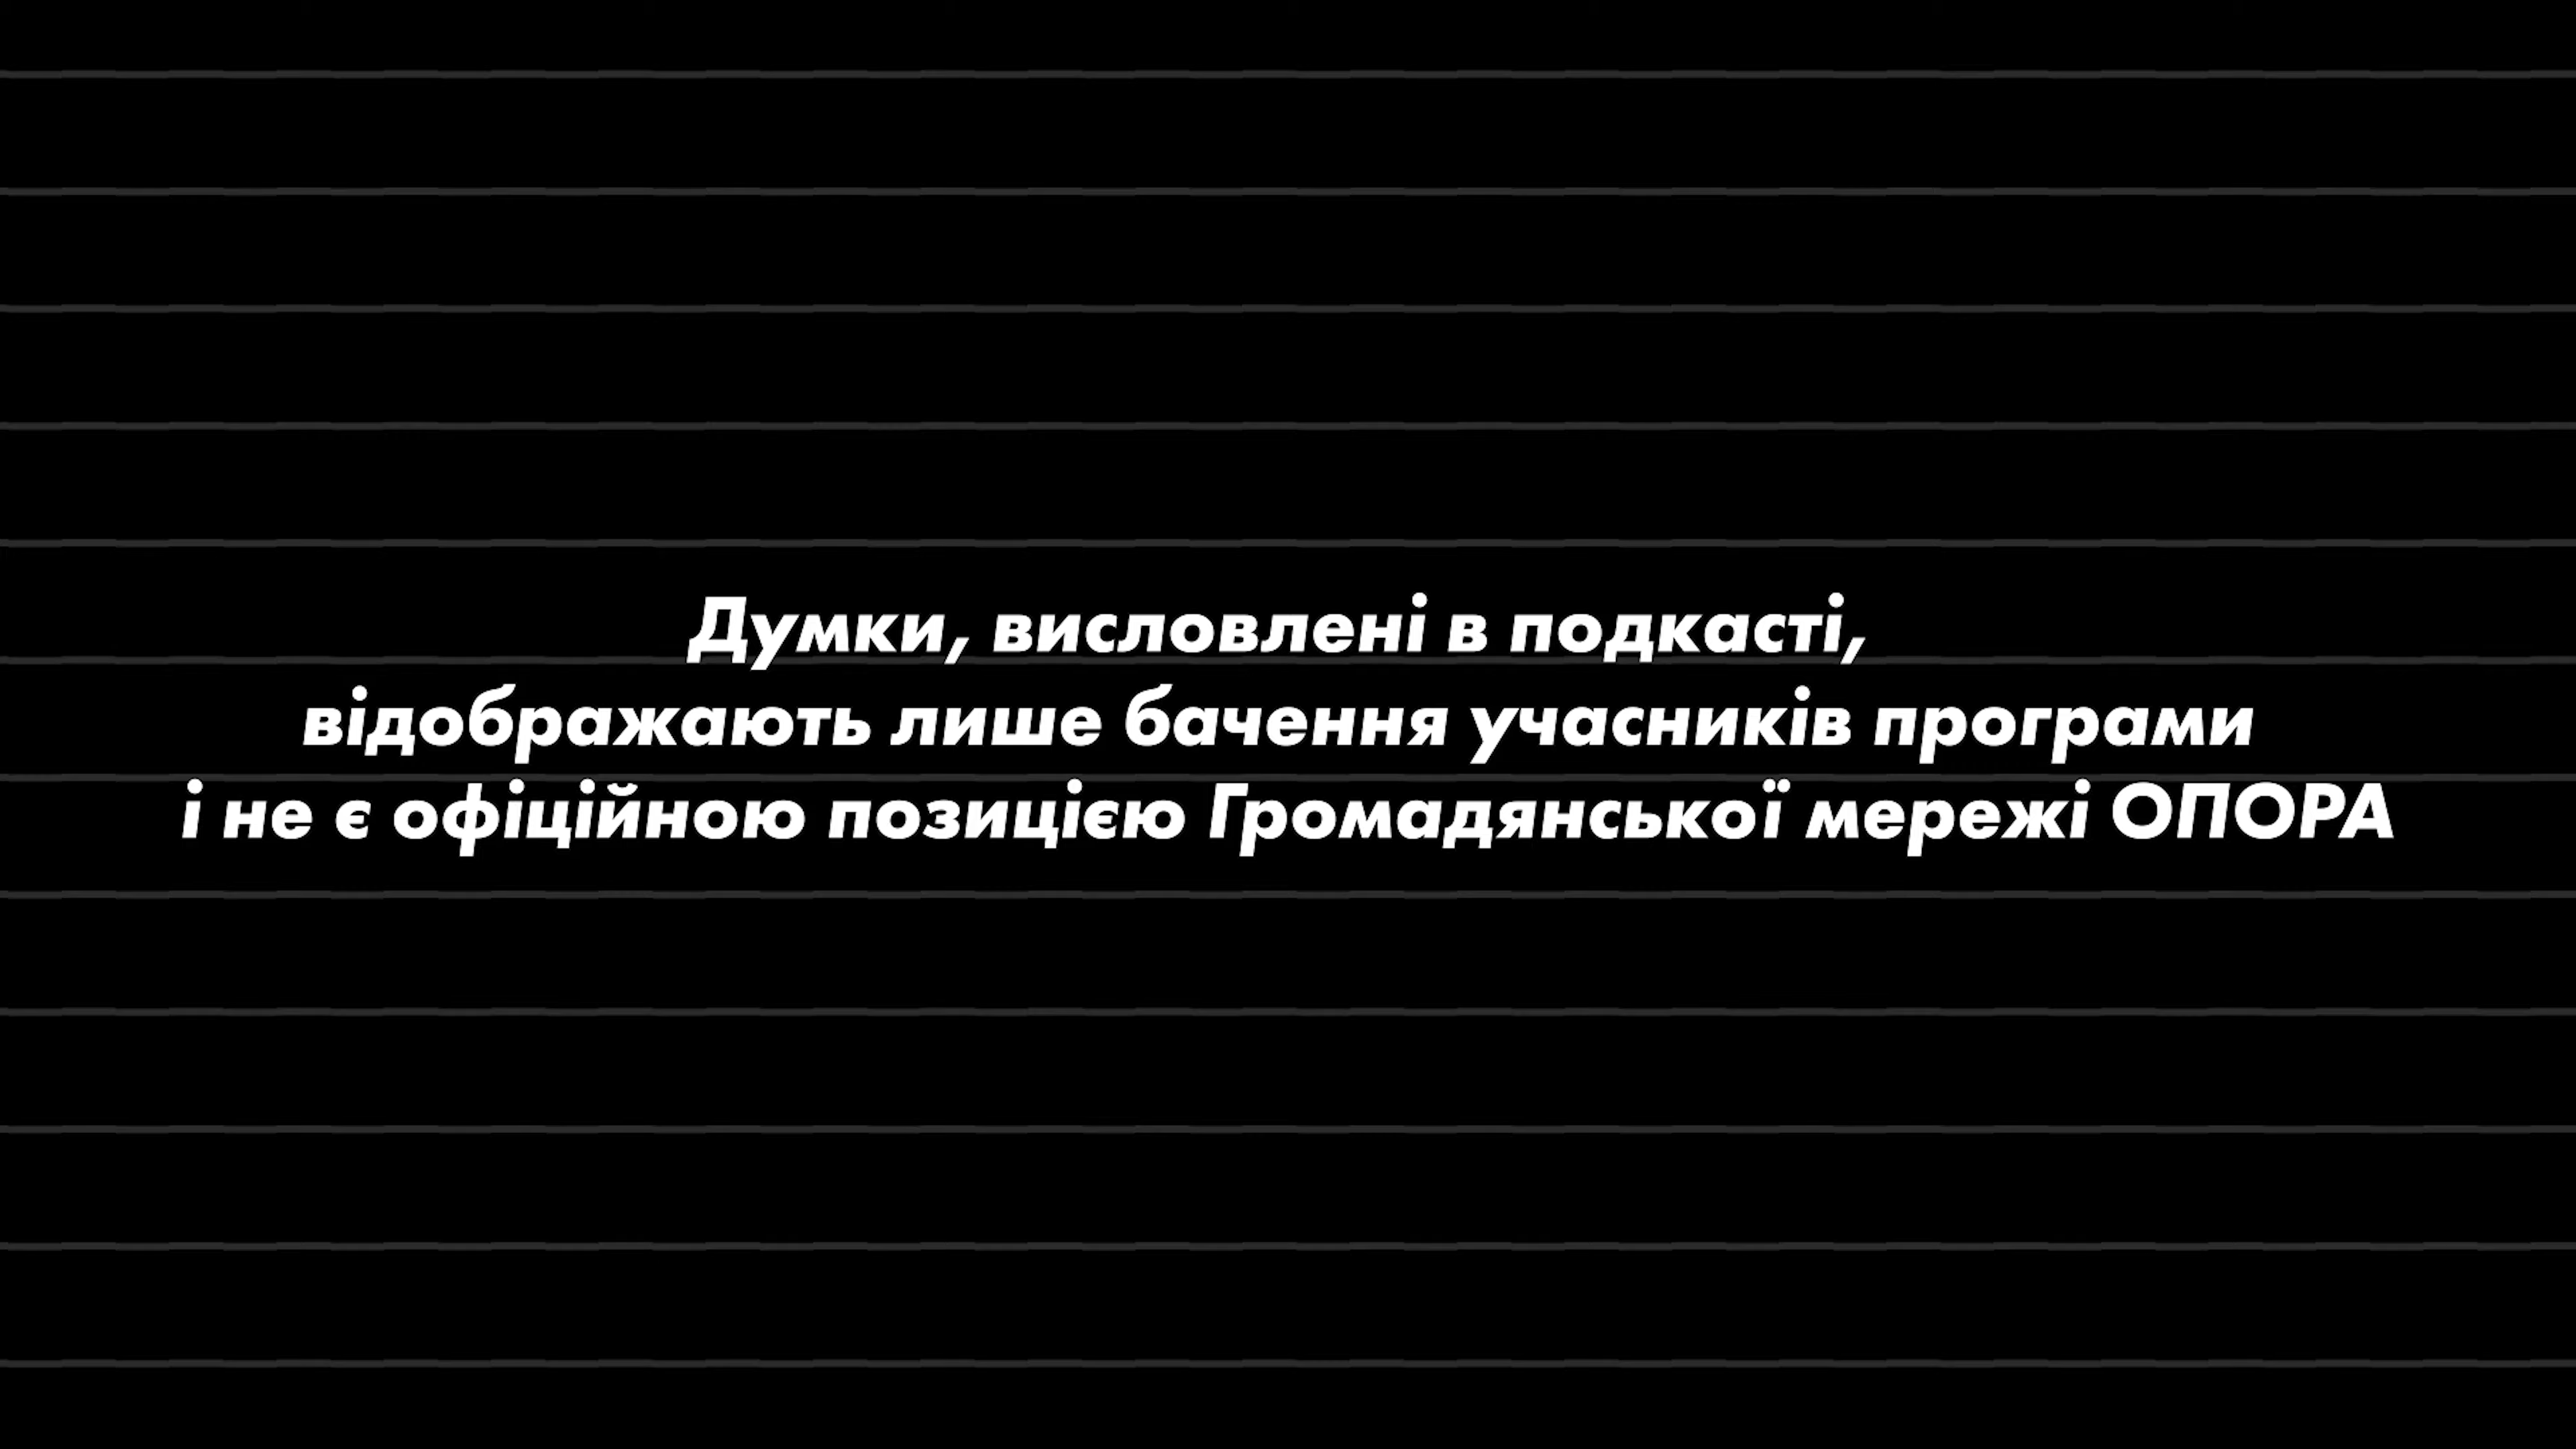 Думки, висловлені в подкасті,
відображають лише бачення учасників програми
і не є офіційною позицією Громадянської мережі ОПОРА